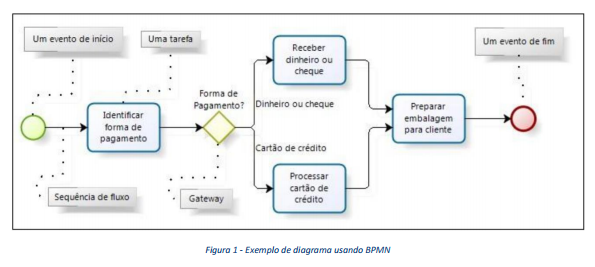 Um evento de início
Uma tarefa
Receber
dinheiro ou
cheque
Um evento de fim
Forma de
Pagamento?
Identificar
forma de
pagamento
Dinheiro ou cheque
Preparar
embalagem
para cliente
Cartão de crédito
Sequência de fluxo
Gateway
Processar
cartão de
crédito
Figura 1 - Exemplo de diagrama usando BPMN